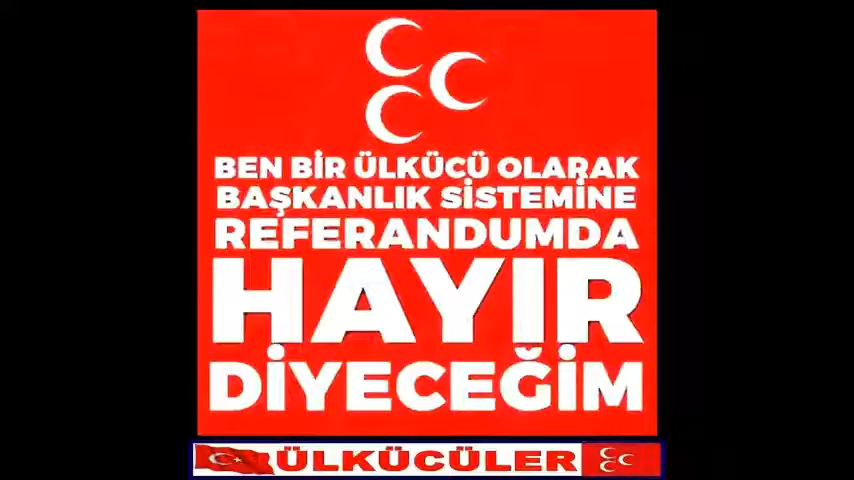 BEN BİR ÜLKÜCÜ OLARAK
BAŞKANLIK SİSTEMİNE
REFERANDUMDA
HAYIR
DİYECEĞİM
ÜLKÜCÜLER